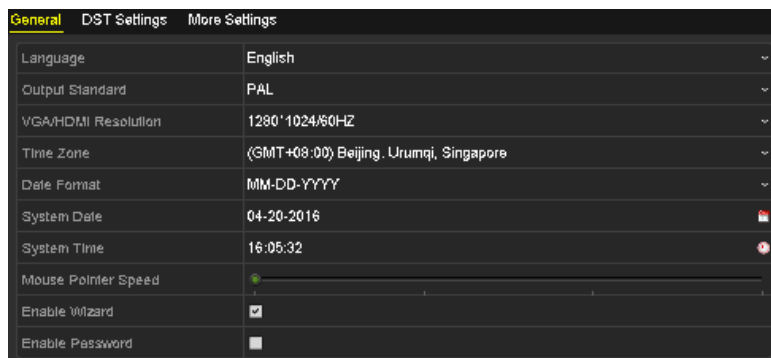 General DST Settings More Settings
Language English
Output Standard PAL
VGA/HDMI Resolution 1280*1024/60HZ
Time Zone (GMT+08:00) Beijing, Urumqi, Singapore
Date Format MM-DD-YYYY
System Date 04-20-2016
System Time 16:05:32
Mouse Pointer Speed
Enable Wizard
Enable Password